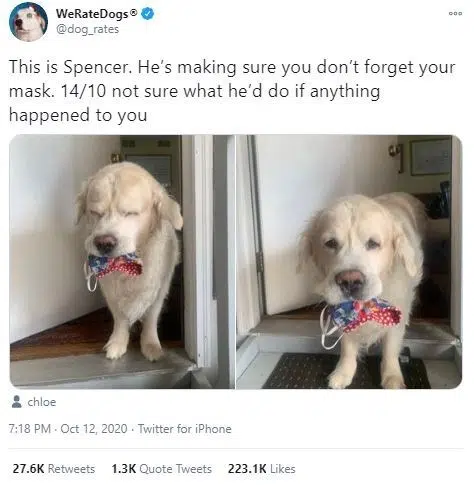 WeRateDogs®
@dog_rates
This is Spencer. He’s making sure you don’t forget your
mask. 14/10 not sure what he’d do if anything
happened to you
chloe
7:18 PM · Oct 12, 2020 · Twitter for iPhone
27.6K Retweets 1.3K Quote Tweets 223.1K Likes